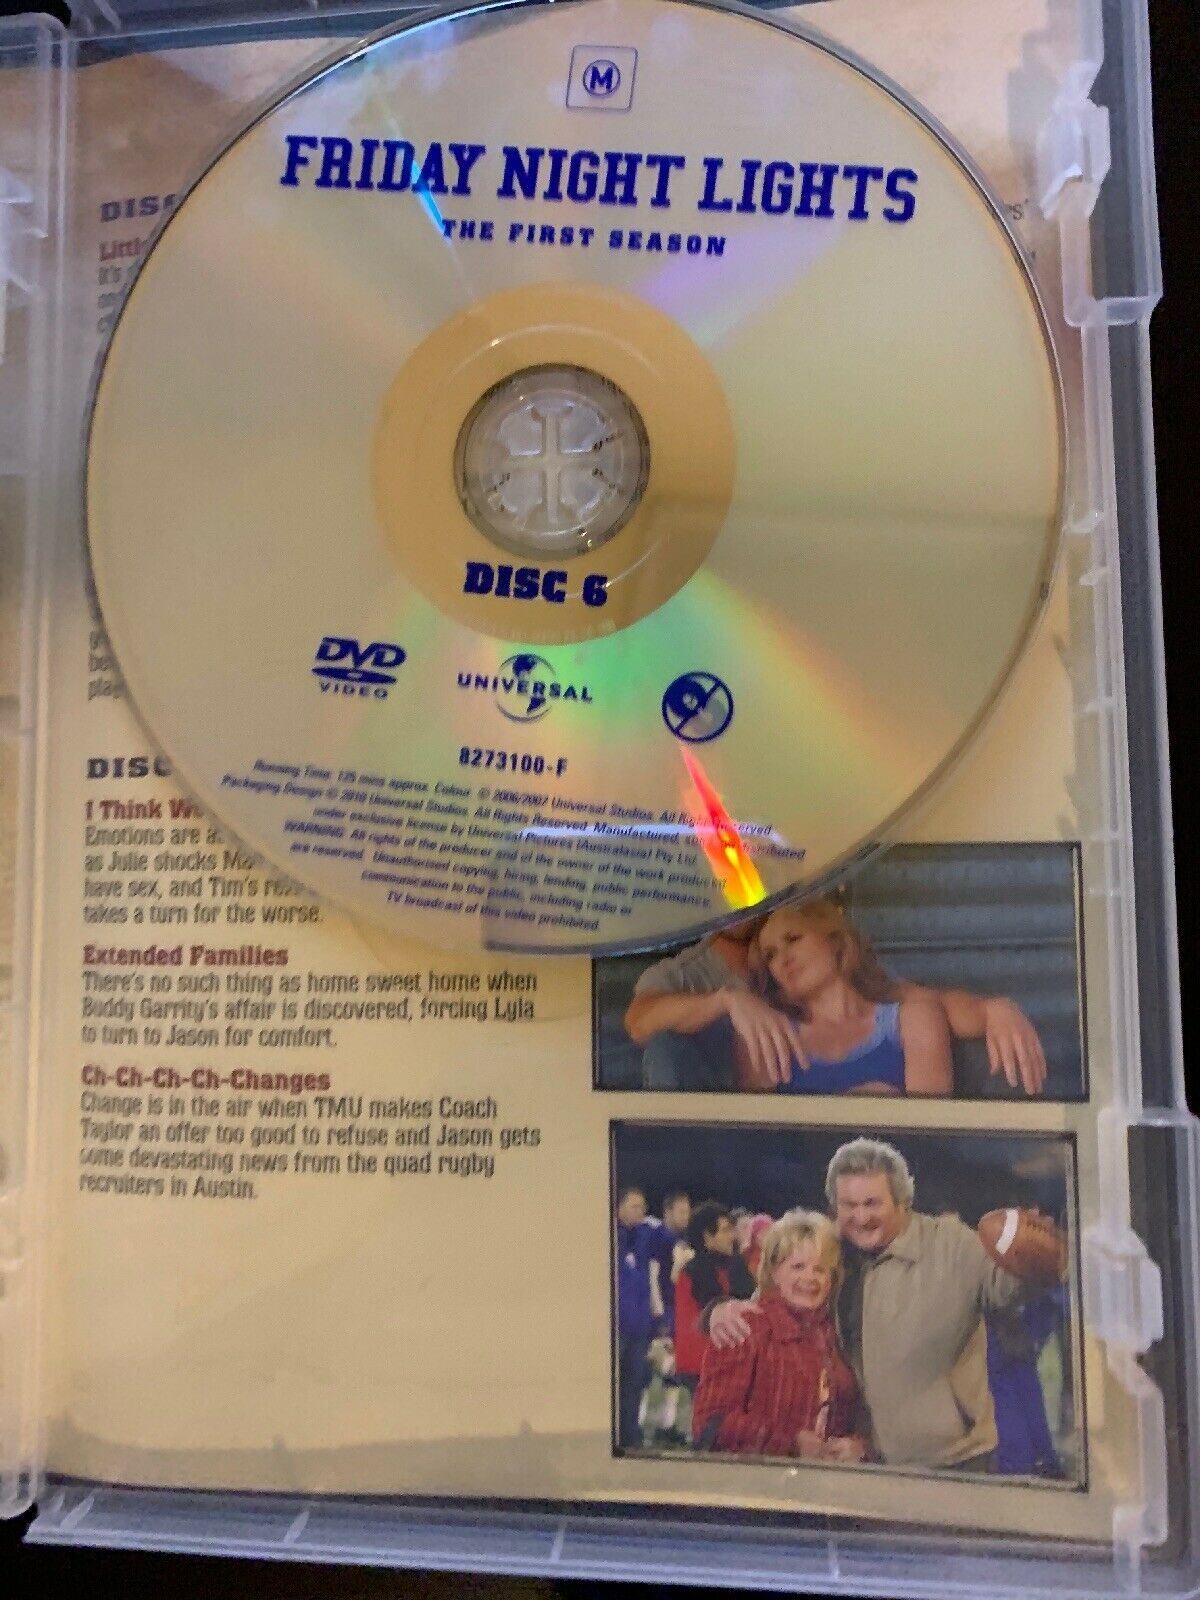 M
FRIDAY NIGHT LIGHTS
THE FIRST SEASON
DISC 6
DVD
VIDEO
UNIVERSAL
8273100-F
Running Time: 135 mins approx. Colour. © 2006/2007 Universal Studios. All Rights Reserved.
Packaging Design © 2010 Universal Studios. All Rights Reserved. Manufactured, distributed
under exclusive license by Universal Pictures (Australasia) Pty Ltd.
WARNING: All rights of the producer and of the owner of the work produced
are reserved. Unauthorised copying, hiring, lending, public performance,
communication to the public, including radio or
TV broadcast of this video prohibited.
DISC
Little
It's
DISC
I Think We
Emotions are at
as Julie shocks
have sex, and Tim's
takes a turn for the worse.
Extended Families
There's no such thing as home sweet home when
Buddy Garrity's affair is discovered, forcing Lyla
to turn to Jason for comfort.
Ch-Ch-Ch-Ch-Changes
Change is in the air when TMU makes Coach
Taylor an offer too good to refuse and Jason gets
some devastating news from the quad rugby
recruiters in Austin.